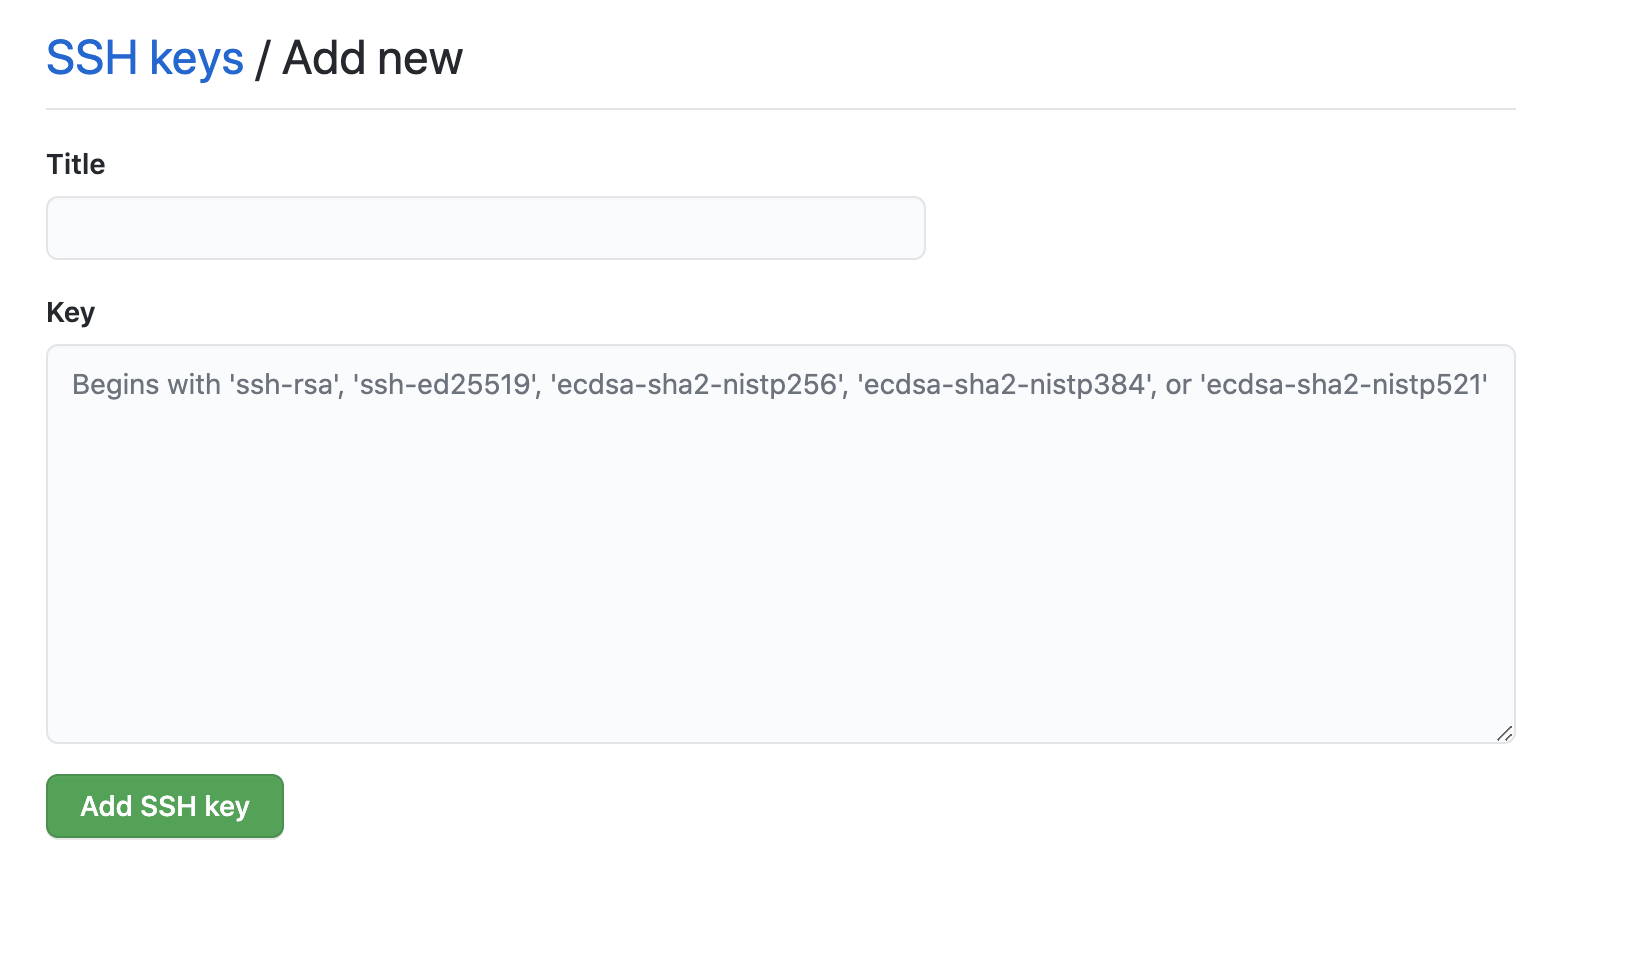 SSH keys / Add new
Title
Key
Begins with 'ssh-rsa', 'ssh-ed25519', 'ecdsa-sha2-nistp256', 'ecdsa-sha2-nistp384', or 'ecdsa-sha2-nistp521'
Add SSH key